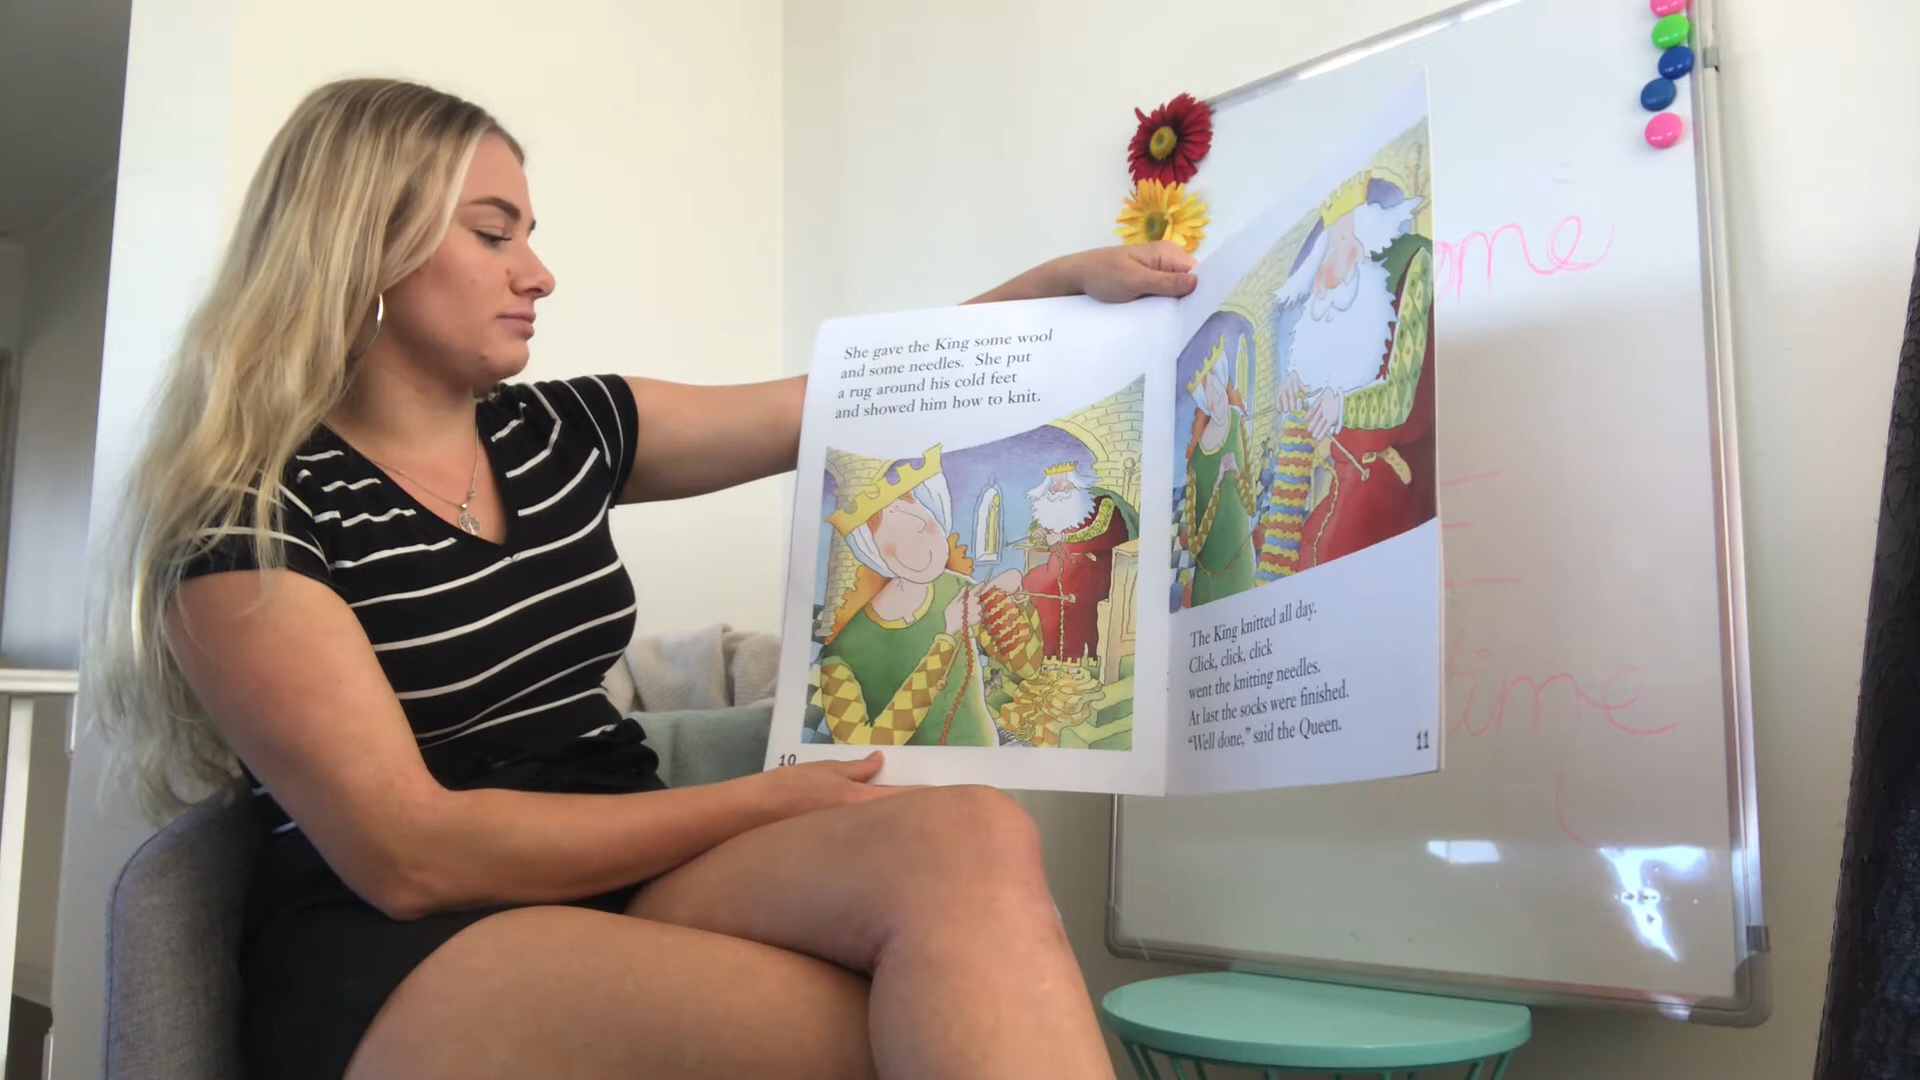 She gave the King some wool
and some needles. She put
a rug around his cold feet
and showed him how to knit.
10
The King knitted all day.
Click, click, click
went the knitting needles.
At last the socks were finished.
“Well done,” said the Queen.
11
ome
time